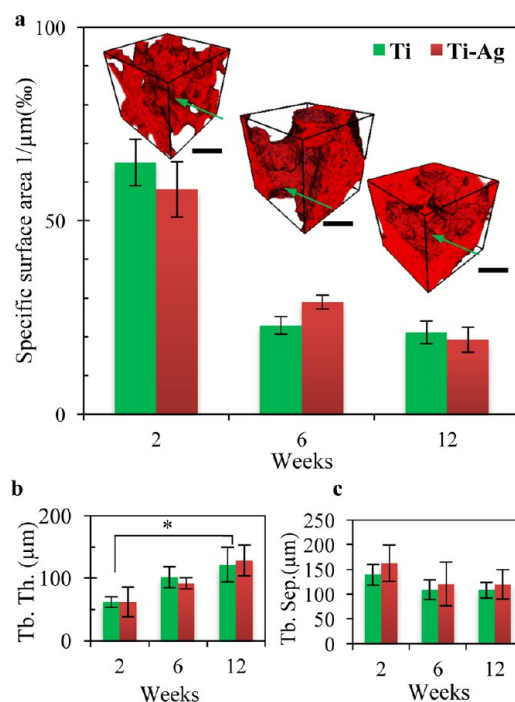 a
100
50
0
Specific surface area 1/µm(‰)
Ti
Ti-Ag
2
6
12
Weeks
b
200
150
100
50
0
Tb. Th. (µm)
*
2
6
12
Weeks
c
250
200
150
100
50
0
Tb. Sep.(µm)
2
6
12
Weeks